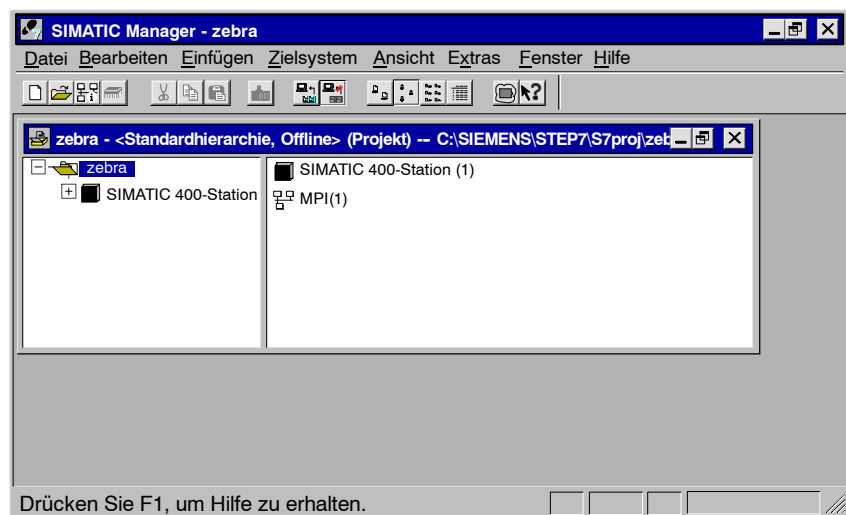 SIMATIC Manager - zebra
Datei Bearbeiten Einfügen Zielsystem Ansicht Extras Fenster Hilfe
zebra - <Standardhierarchie, Offline> (Projekt) -- C:\SIEMENS\STEP7\S7proj\zeb
zebra
SIMATIC 400-Station
SIMATIC 400-Station (1)
MPI(1)
Drücken Sie F1, um Hilfe zu erhalten.